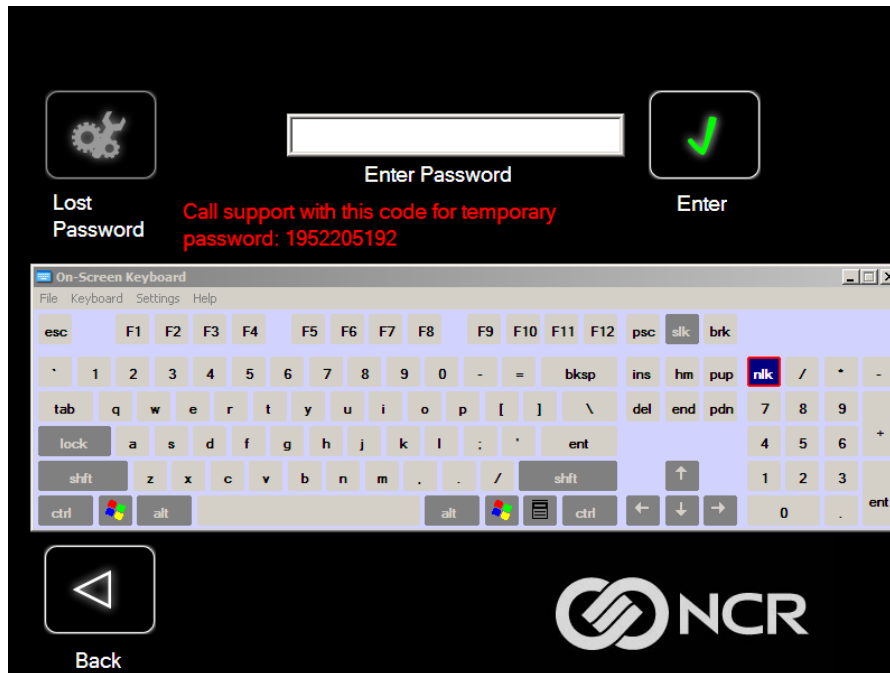 Enter Password
Lost
Password
Call support with this code for temporary
password: 1952205192
Enter
On-Screen Keyboard
File Keyboard Settings Help
esc F1 F2 F3 F4 F5 F6 F7 F8 F9 F10 F11 F12 psc slk brk
` 1 2 3 4 5 6 7 8 9 0 - = bksp ins hm pup nlk / * -
tab q w e r t y u i o p [ ] \ del end pdn 7 8 9 +
lock a s d f g h j k l ; ' ent 4 5 6
shft z x c v b n m , . / shft ↑ 1 2 3 ent
ctrl alt alt ctrl ← ↓ → 0 .
Back
NCR